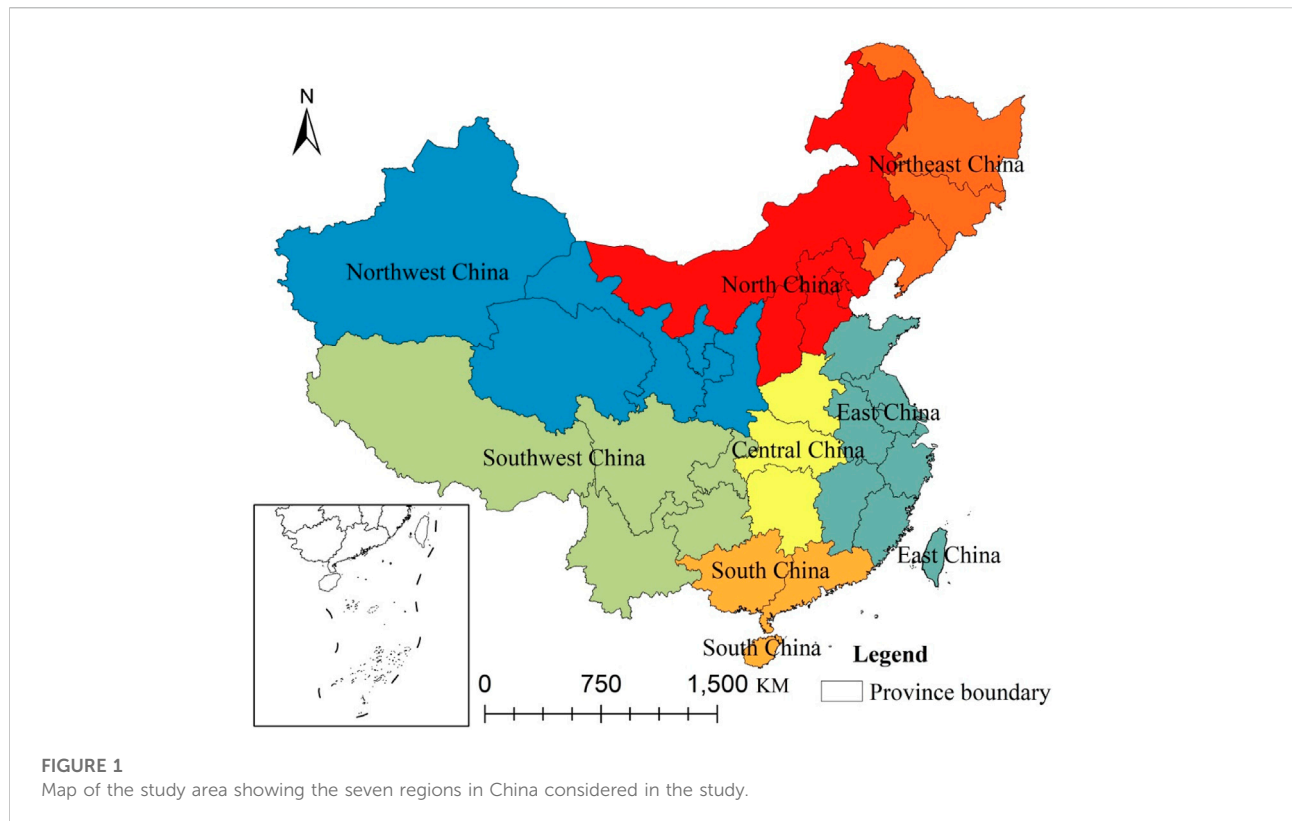 N
Northeast China
Northwest China
North China
East China
Southwest China
Central China
East China
South China
South China
Legend
0 750 1,500 KM
Province boundary
FIGURE 1
Map of the study area showing the seven regions in China considered in the study.